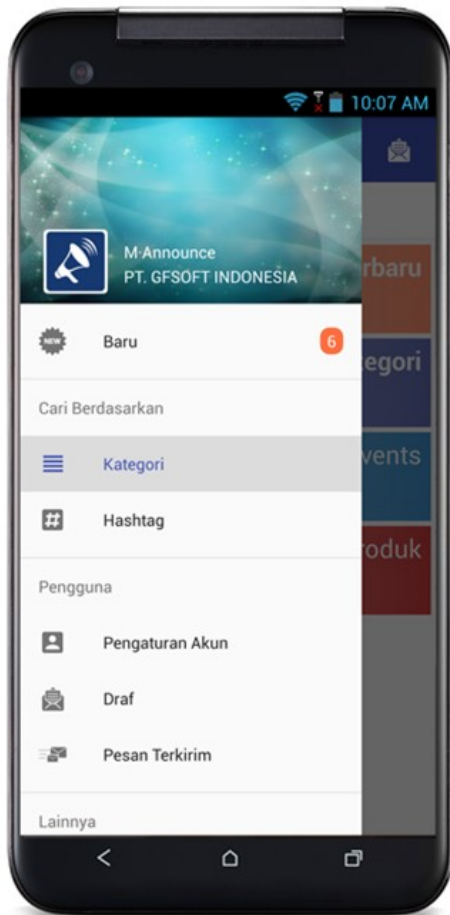 10:07 AM
M-Announce
PT. GFSOFT INDONESIA
rbaru
NEW
Baru
6
egori
Cari Berdasarkan
Kategori
vents
Hashtag
roduk
Pengguna
Pengaturan Akun
Draf
Pesan Terkirim
Lainnya